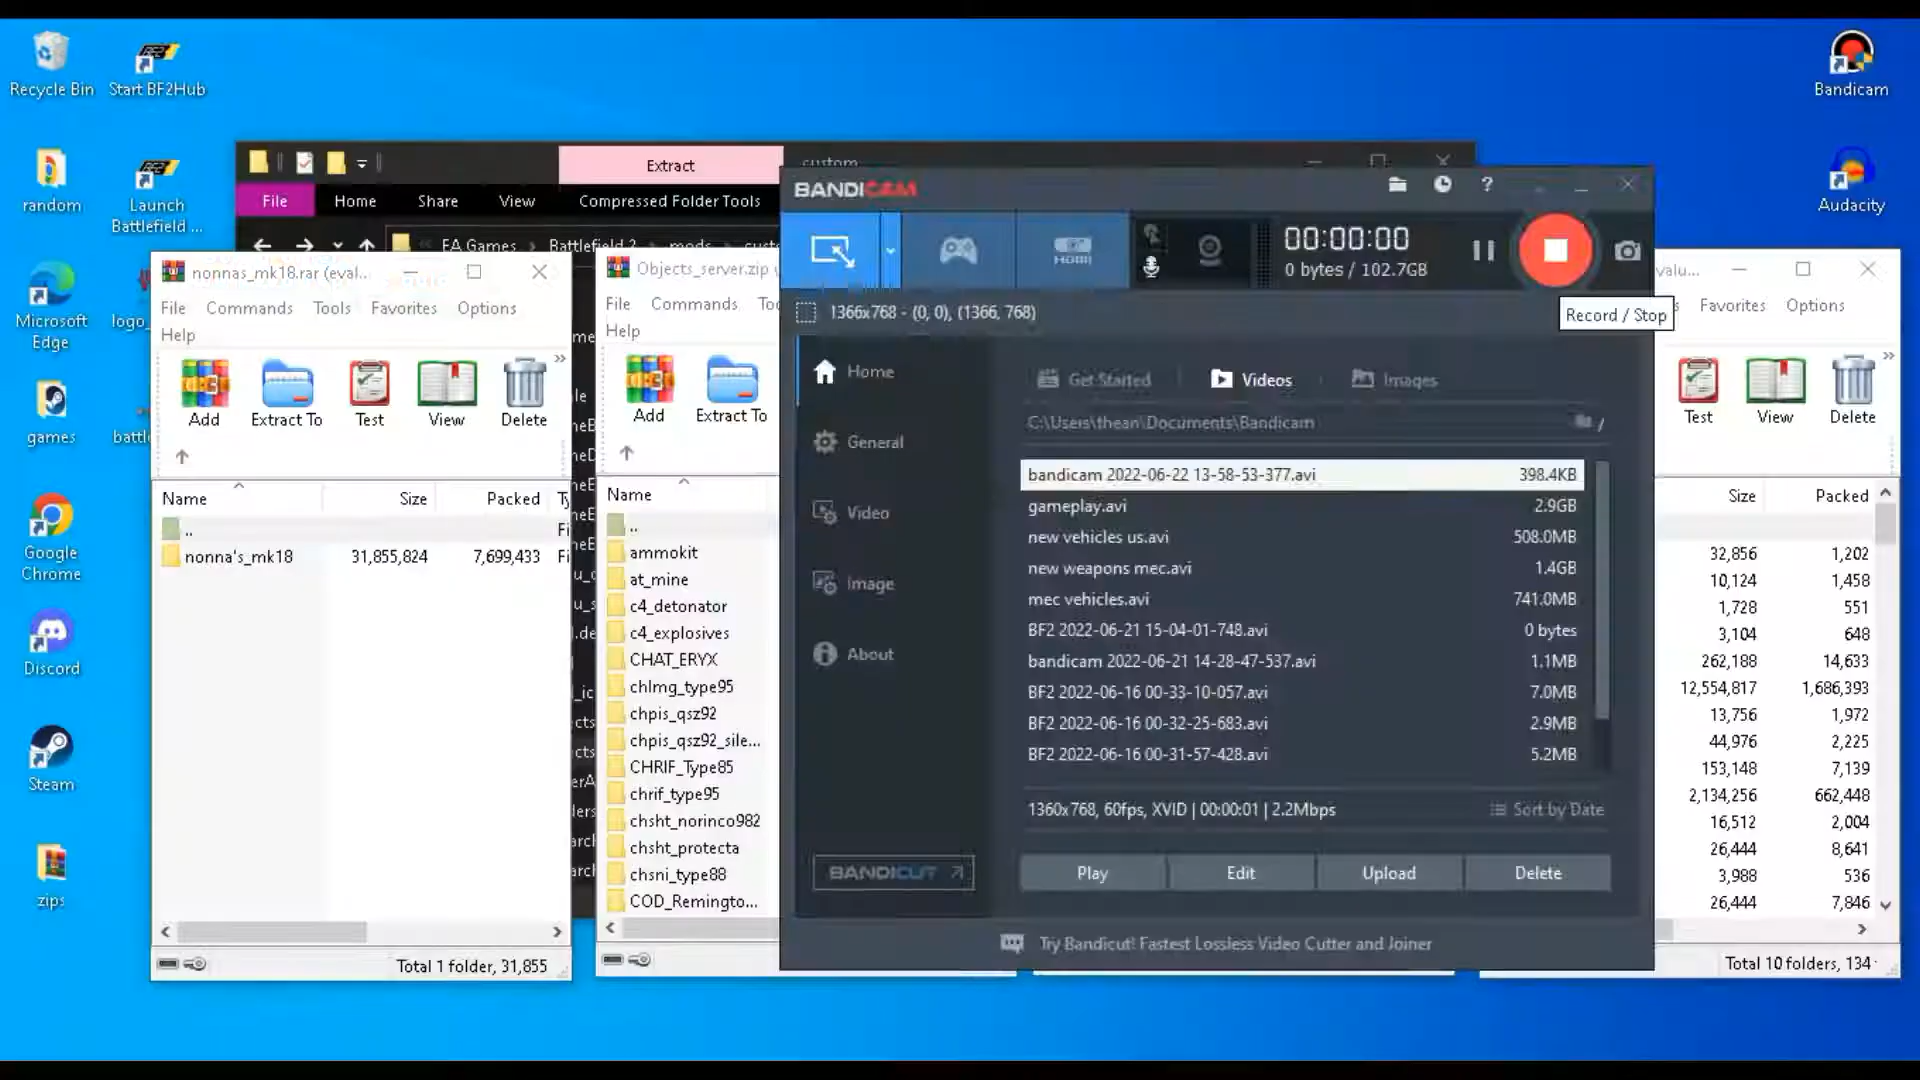 Recycle Bin
Start BF2Hub
random
Launch
Battlefield ...
Microsoft
Edge
logo_
games
battle
Google
Chrome
Discord
Steam
zips
Bandicam
Audacity
Extract
custom
File
Home
Share
View
Compressed Folder Tools
EA Games > Battlefield 2 > mods > cust
nonnas_mk18.rar (eval...
File Commands Tools Favorites Options
Help
Add
Extract To
Test
View
Delete
Name Size Packed Ty
.. Fi
nonna's_mk18 31,855,824 7,699,433 Fi
Total 1 folder, 31,855
Objects_server.zip
File Commands Too
Help
Add
Extract To
Name
..
ammokit
at_mine
c4_detonator
c4_explosives
CHAT_ERYX
chlmg_type95
chpis_qsz92
chpis_qsz92_sile...
CHRIF_Type85
chrif_type95
chsht_norinco982
chsht_protecta
chsni_type88
COD_Remingto...
BANDICAM
HDMI
00:00:00
0 bytes / 102.7GB
Record / Stop
1366x768 - (0, 0), (1366, 768)
Home
General
Video
Image
About
BANDICUT
Get Started
Videos
Images
C:\Users\thean\Documents\Bandicam
bandicam 2022-06-22 13-58-53-377.avi 398.4KB
gameplay.avi 2.9GB
new vehicles us.avi 508.0MB
new weapons mec.avi 1.4GB
mec vehicles.avi 741.0MB
BF2 2022-06-21 15-04-01-748.avi 0 bytes
bandicam 2022-06-21 14-28-47-537.avi 1.1MB
BF2 2022-06-16 00-33-10-057.avi 7.0MB
BF2 2022-06-16 00-32-25-683.avi 2.9MB
BF2 2022-06-16 00-31-57-428.avi 5.2MB
1360x768, 60fps, XVID | 00:00:01 | 2.2Mbps
Sort by Date
Play
Edit
Upload
Delete
Try Bandicut! Fastest Lossless Video Cutter and Joiner
valu...
Favorites Options
Test
View
Delete
Size Packed
32,856 1,202
10,124 1,458
1,728 551
3,104 648
262,188 14,633
12,554,817 1,686,393
13,756 1,972
44,976 2,225
153,148 7,139
2,134,256 662,448
16,512 2,004
26,444 8,641
3,988 536
26,444 7,846
Total 10 folders, 134